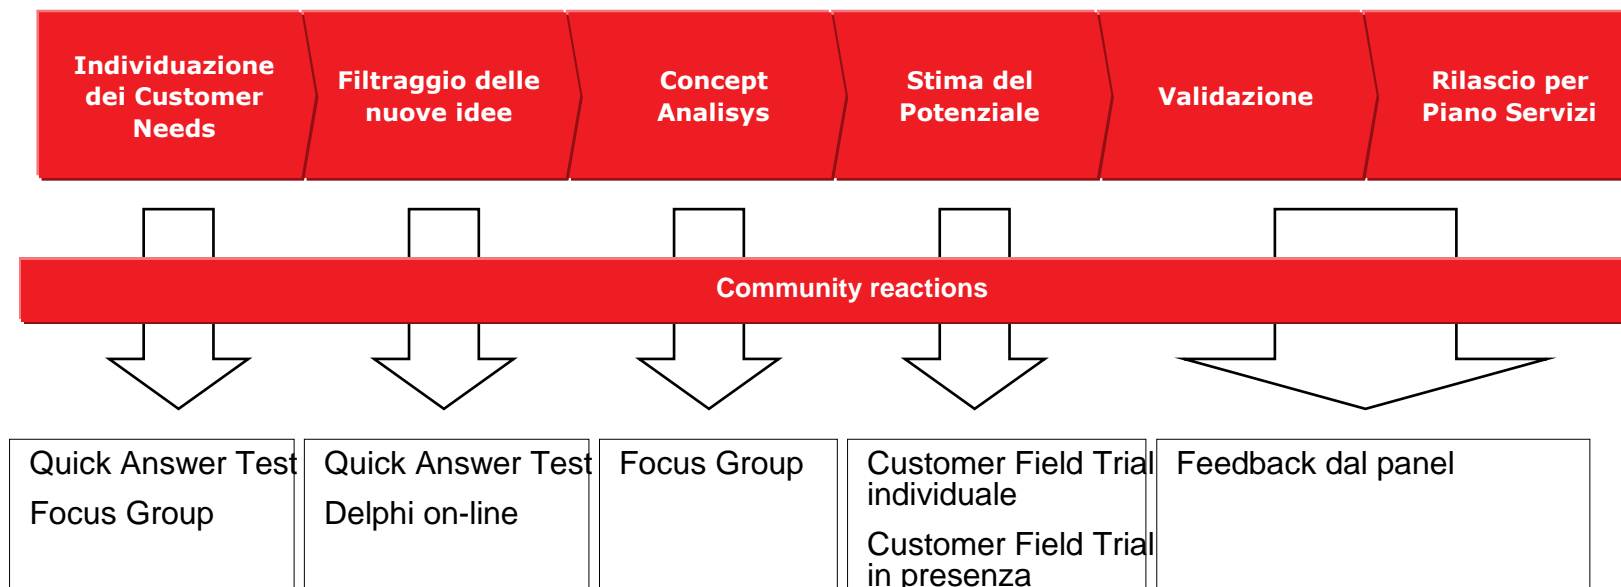 Individuazione
dei Customer
Needs
Filtraggio delle
nuove idee
Concept
Analisys
Stima del
Potenziale
Validazione
Rilascio per
Piano Servizi
Community reactions
Quick Answer Test
Focus Group
Quick Answer Test
Delphi on-line
Focus Group
Customer Field Trial
individuale
Customer Field Trial
in presenza
Feedback dal panel